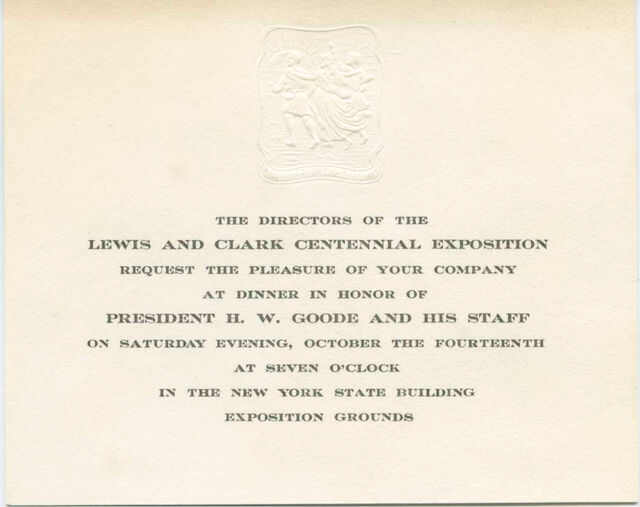 THE DIRECTORS OF THE
LEWIS AND CLARK CENTENNIAL EXPOSITION
REQUEST THE PLEASURE OF YOUR COMPANY
AT DINNER IN HONOR OF
PRESIDENT H. W. GOODE AND HIS STAFF
ON SATURDAY EVENING, OCTOBER THE FOURTEENTH
AT SEVEN O'CLOCK
IN THE NEW YORK STATE BUILDING
EXPOSITION GROUNDS